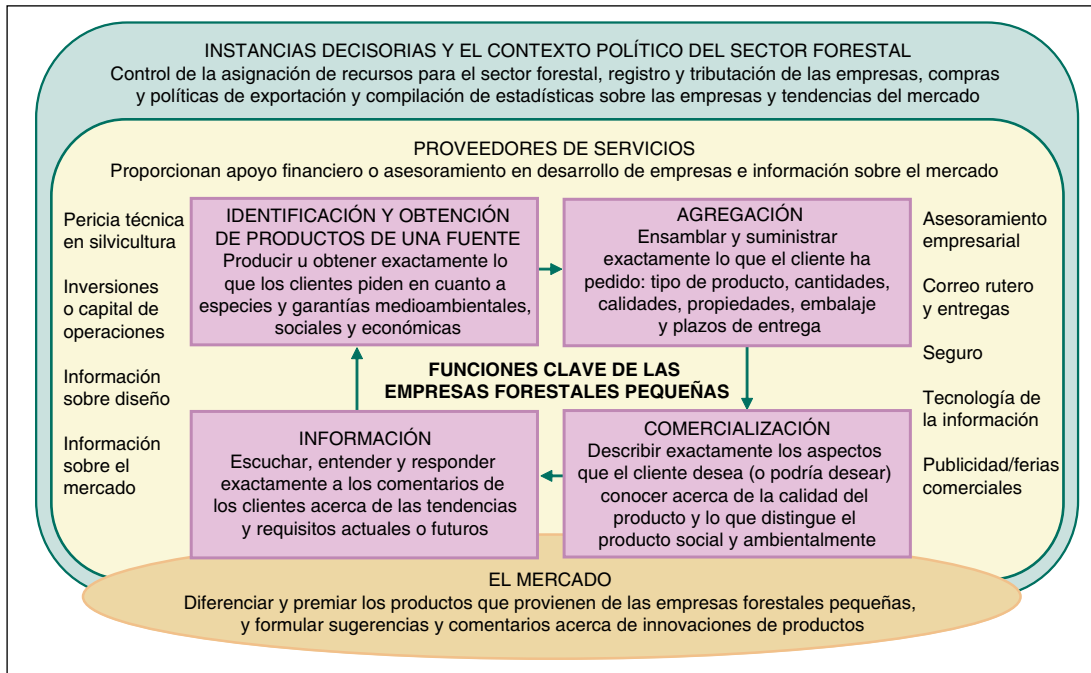 INSTANCIAS DECISORIAS Y EL CONTEXTO POLÍTICO DEL SECTOR FORESTAL
Control de la asignación de recursos para el sector forestal, registro y tributación de las empresas, compras
y políticas de exportación y compilación de estadísticas sobre las empresas y tendencias del mercado
PROVEEDORES DE SERVICIOS
Proporcionan apoyo financiero o asesoramiento en desarrollo de empresas e información sobre el mercado
Pericia técnica
en silvicultura
Inversiones
o capital de
operaciones
Información
sobre diseño
Información
sobre el
mercado
IDENTIFICACIÓN Y OBTENCIÓN
DE PRODUCTOS DE UNA FUENTE
Producir u obtener exactamente lo
que los clientes piden en cuanto a
especies y garantías medioambientales,
sociales y económicas
AGREGACIÓN
Ensamblar y suministrar
exactamente lo que el cliente ha
pedido: tipo de producto, cantidades,
calidades, propiedades, embalaje
y plazos de entrega
FUNCIONES CLAVE DE LAS
EMPRESAS FORESTALES PEQUEÑAS
INFORMACIÓN
Escuchar, entender y responder
exactamente a los comentarios de
los clientes acerca de las tendencias
y requisitos actuales o futuros
COMERCIALIZACIÓN
Describir exactamente los aspectos
que el cliente desea (o podría desear)
conocer acerca de la calidad del
producto y lo que distingue el
producto social y ambientalmente
Asesoramiento
empresarial
Correo rutero
y entregas
Seguro
Tecnología de
la información
Publicidad/ferias
comerciales
EL MERCADO
Diferenciar y premiar los productos que provienen de las empresas forestales pequeñas,
y formular sugerencias y comentarios acerca de innovaciones de productos